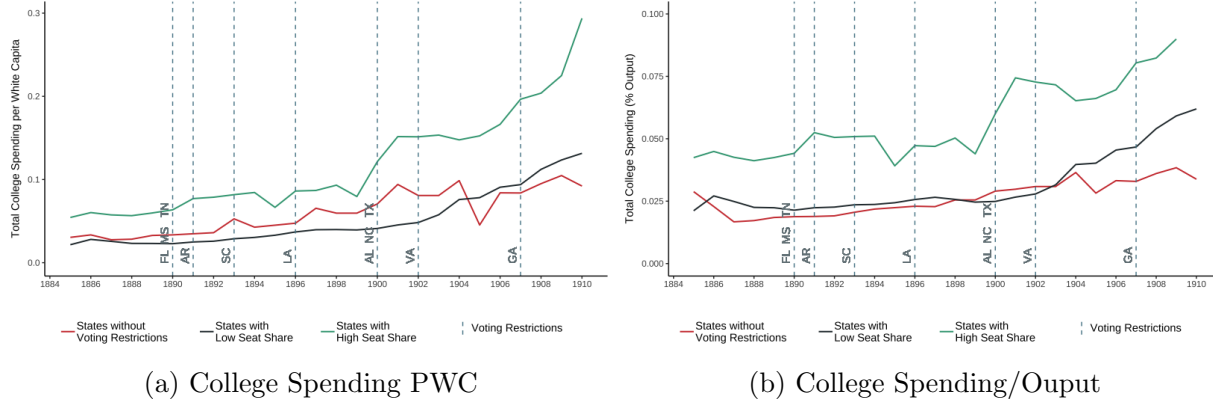 Total College Spending per White Capita
0.3
0.2
0.1
0.0
FL MS TN
AR
SC
LA
AL NC TX
VA
GA
1884 1886 1888 1890 1892 1894 1896 1898 1900 1902 1904 1906 1908 1910
States without
Voting Restrictions
States with
Low Seat Share
States with
High Seat Share
Voting Restrictions
(a) College Spending PWC
Total College Spending (% Output)
0.100
0.075
0.050
0.025
0.000
FL MS TN
AR
SC
LA
AL NC TX
VA
GA
1884 1886 1888 1890 1892 1894 1896 1898 1900 1902 1904 1906 1908 1910
States without
Voting Restrictions
States with
Low Seat Share
States with
High Seat Share
Voting Restrictions
(b) College Spending/Ouput